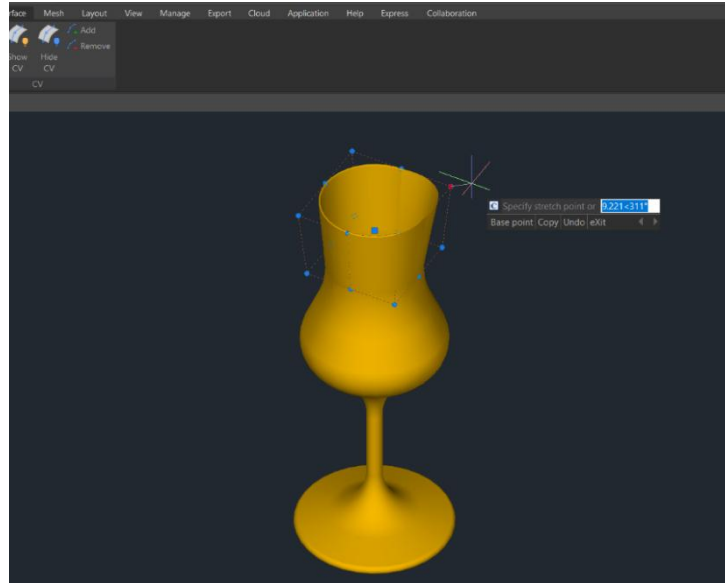 rface Mesh Layout View Manage Export Cloud Application Help Express Collaboration
Show CV
Hide CV
Add
Remove
CV
Specify stretch point or 9.221<311°
Base point Copy Undo eXit